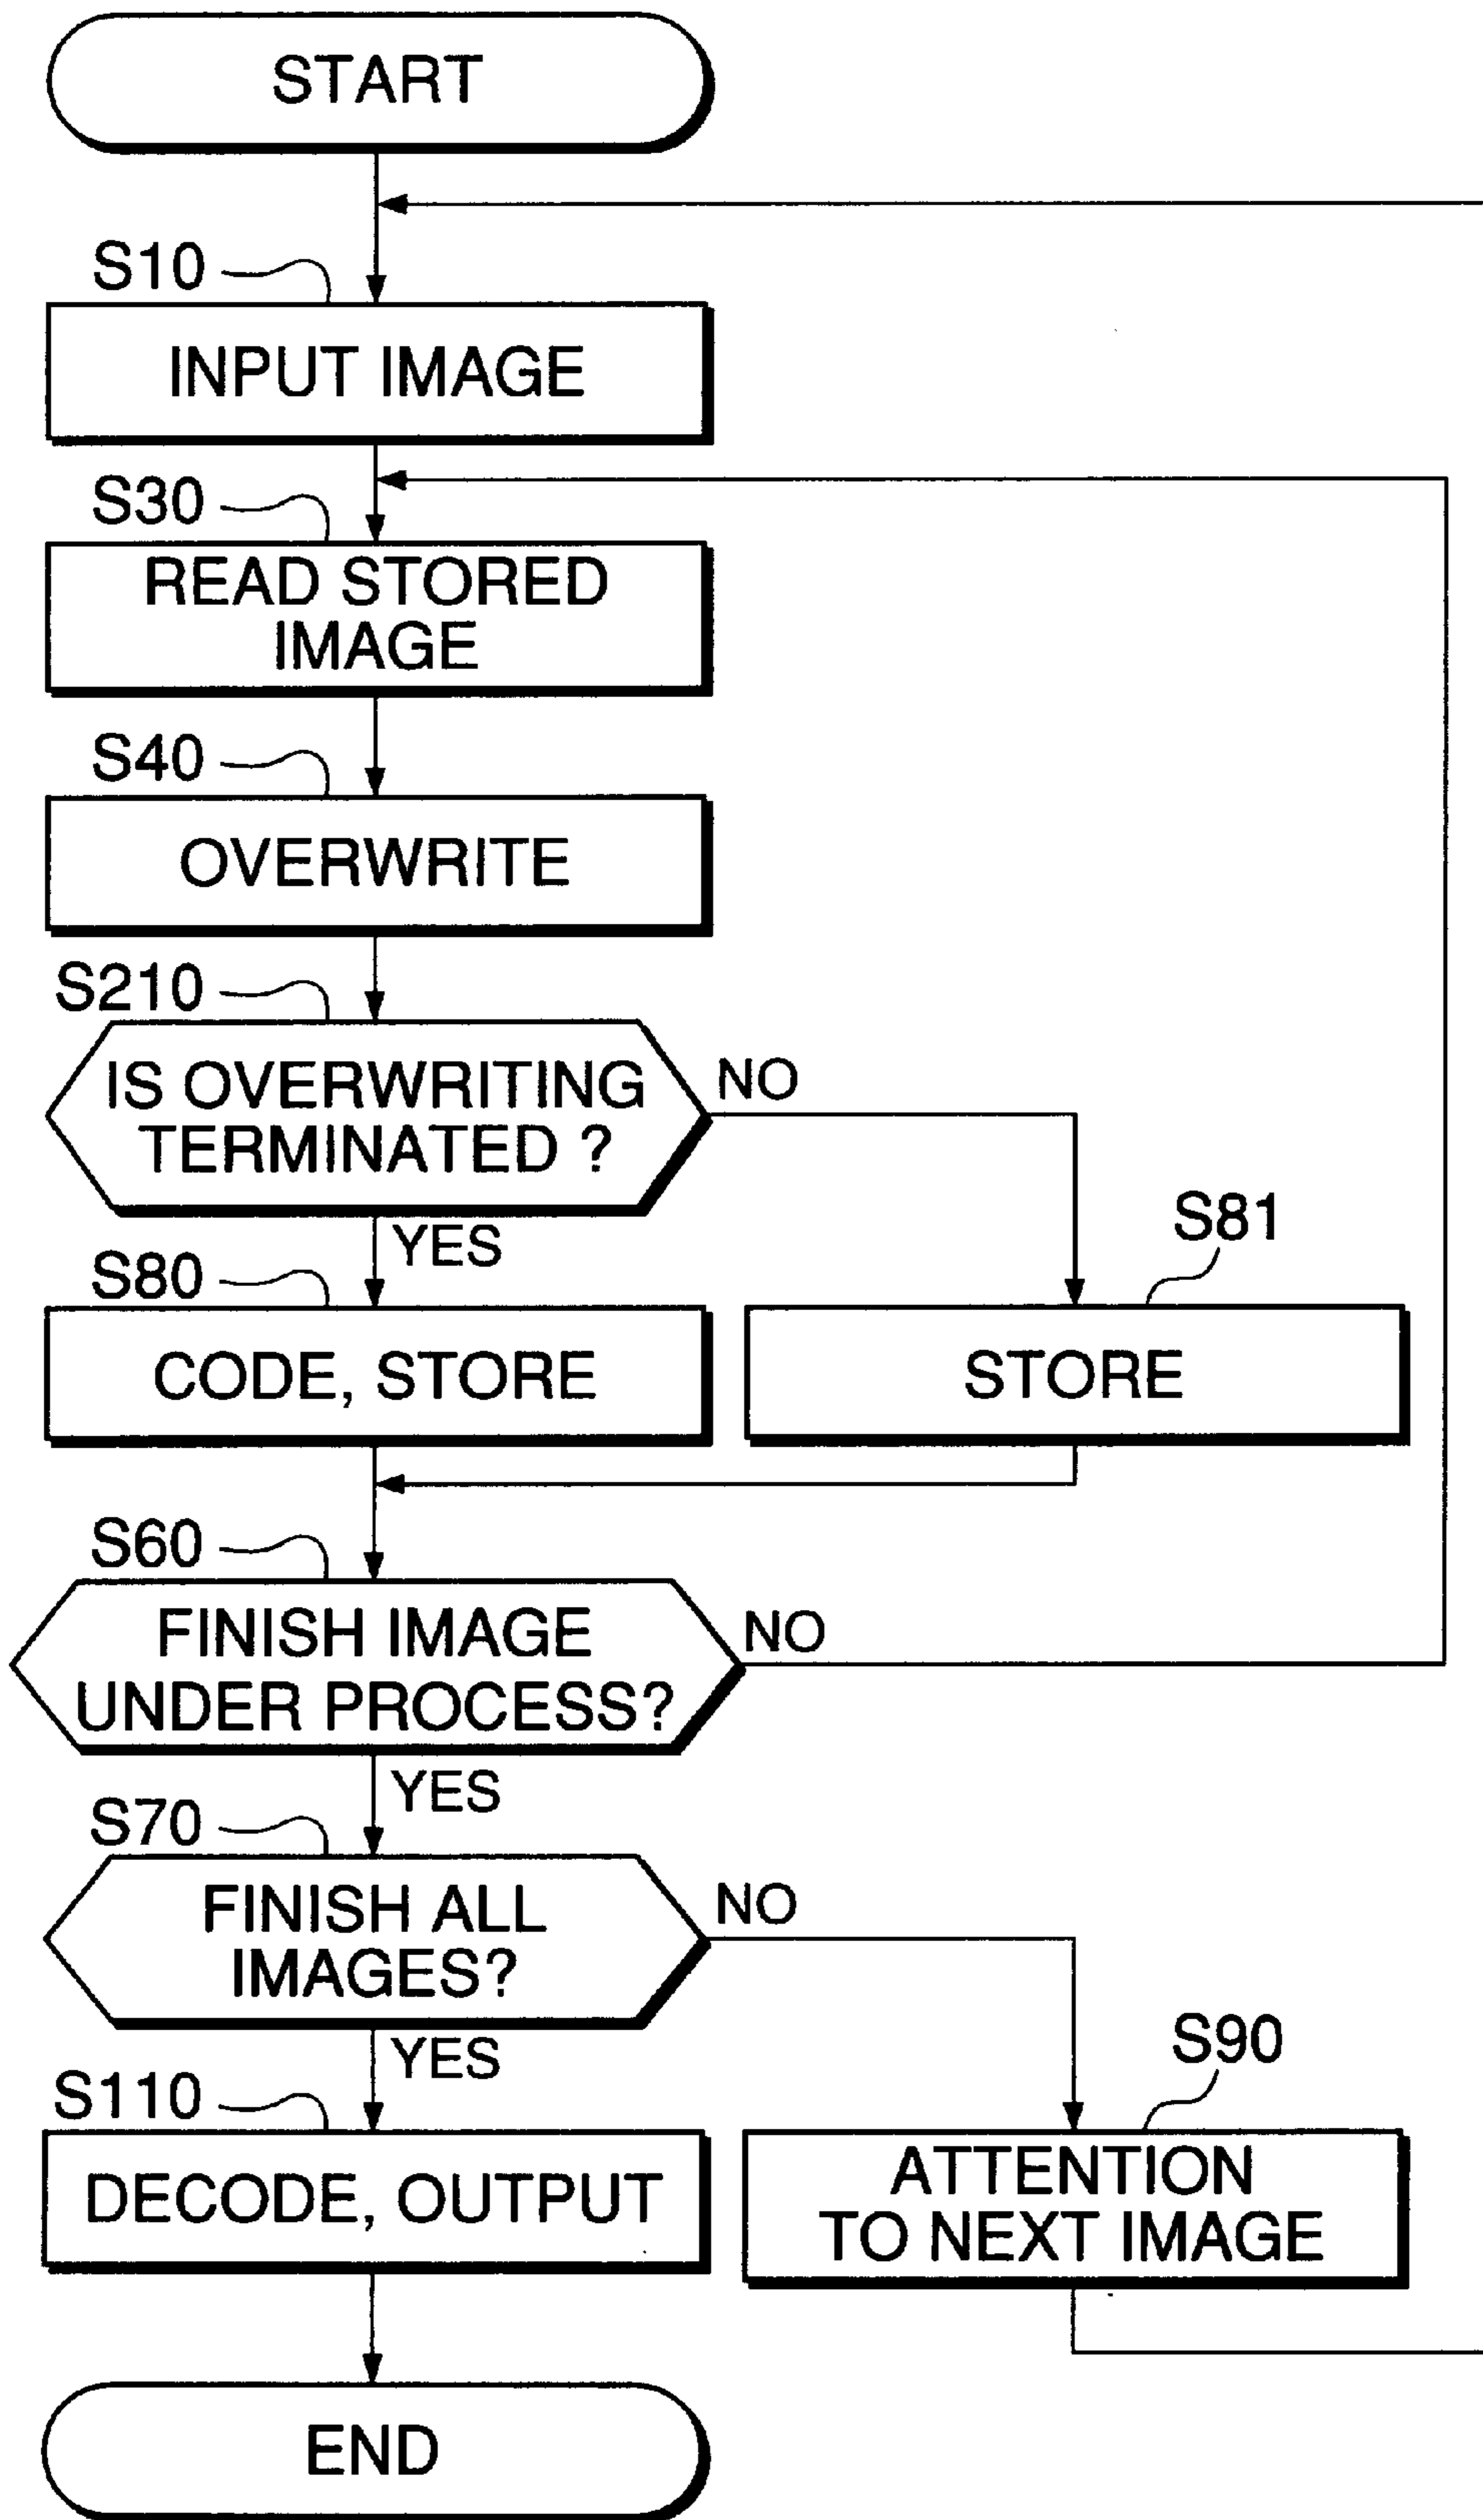 START
S10
INPUT IMAGE
S30
READ STORED
IMAGE
S40
OVERWRITE
S210
IS OVERWRITING
TERMINATED ?
NO
YES
S80
CODE, STORE
S81
STORE
S60
FINISH IMAGE
UNDER PROCESS?
NO
YES
S70
FINISH ALL
IMAGES?
NO
YES
S110
DECODE, OUTPUT
S90
ATTENTION
TO NEXT IMAGE
END